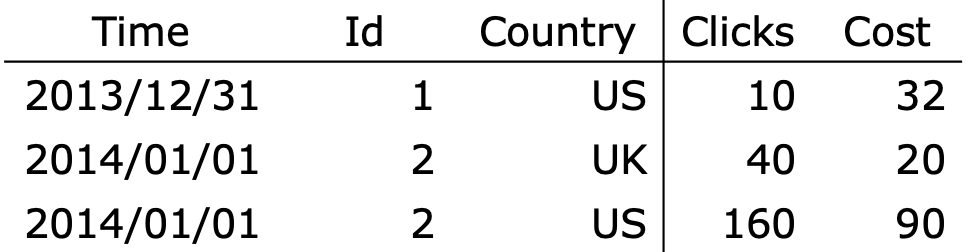 Time Id Country Clicks Cost
2013/12/31 1 US 10 32
2014/01/01 2 UK 40 20
2014/01/01 2 US 160 90